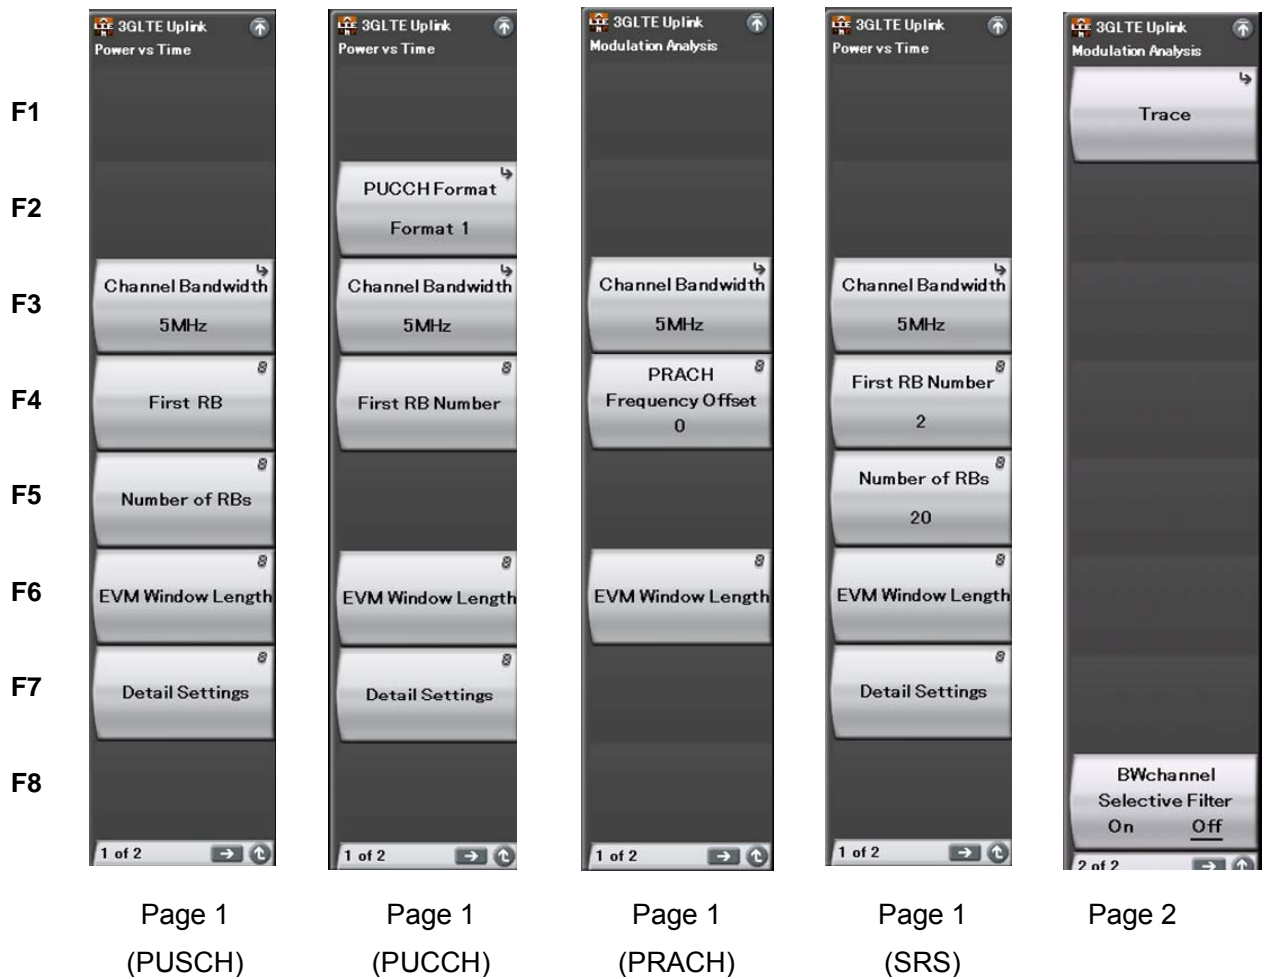 F1
F2
F3
F4
F5
F6
F7
F8
3GLTE Uplink
Power vs Time
Channel Bandwidth
5MHz
First RB
Number of RBs
EVM Window Length
Detail Settings
1 of 2
Page 1
(PUSCH)
3GLTE Uplink
Power vs Time
PUCCH Format
Format 1
Channel Bandwidth
5MHz
First RB Number
EVM Window Length
Detail Settings
1 of 2
Page 1
(PUCCH)
3GLTE Uplink
Modulation Analysis
Channel Bandwidth
5MHz
PRACH
Frequency Offset
0
EVM Window Length
1 of 2
Page 1
(PRACH)
3GLTE Uplink
Power vs Time
Channel Bandwidth
5MHz
First RB Number
2
Number of RBs
20
EVM Window Length
Detail Settings
1 of 2
Page 1
(SRS)
3GLTE Uplink
Modulation Analysis
Trace
BWchannel
Selective Filter
On Off
2 of 2
Page 2